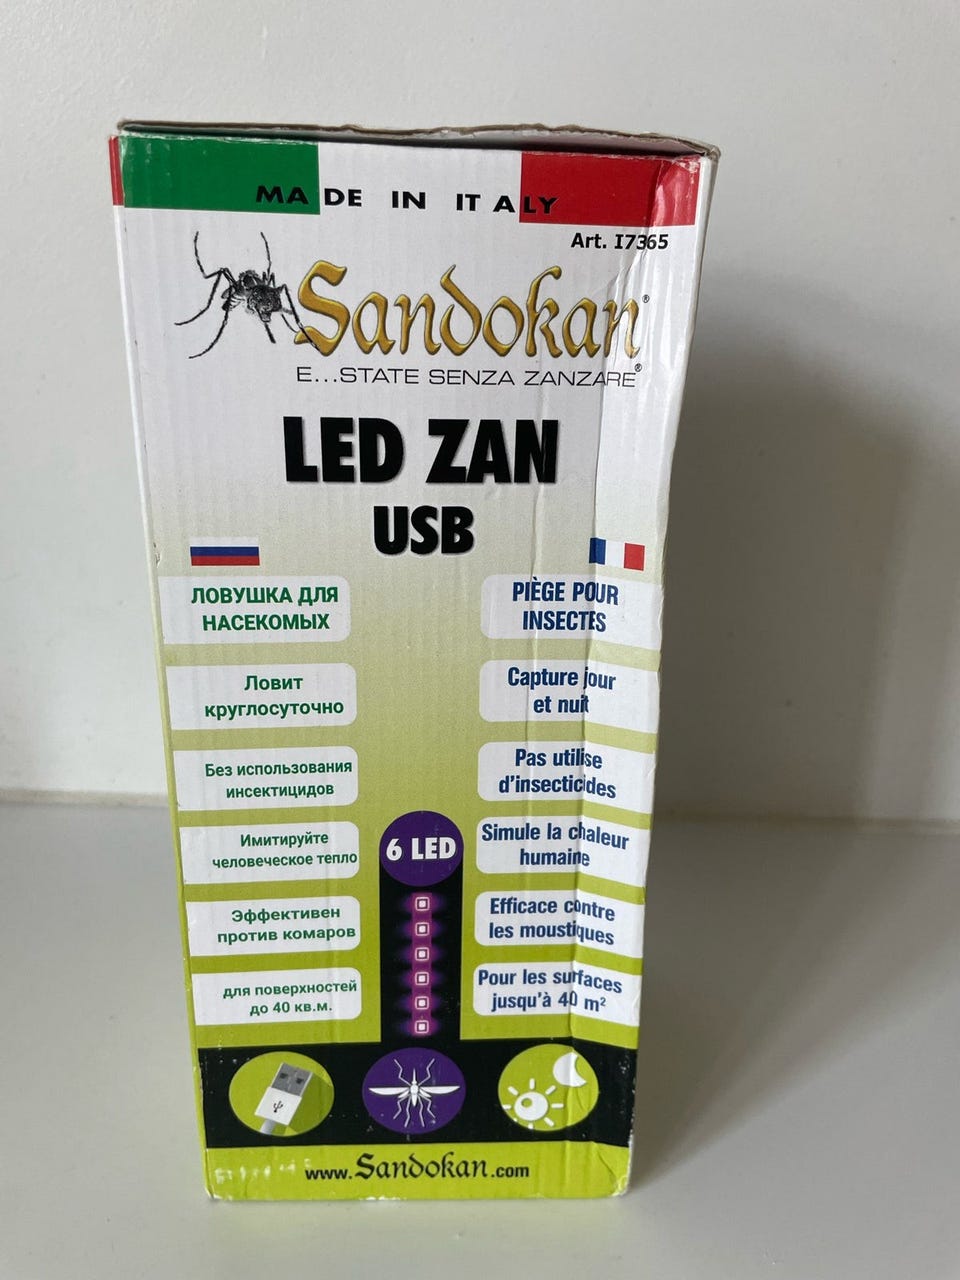 MADE IN ITALY
Art. I7365
Sandokan®
E...STATE SENZA ZANZARE®
LED ZAN
USB
ЛОВУШКА ДЛЯ
НАСЕКОМЫХ
Ловит
круглосуточно
Без использования
инсектицидов
Имитируйте
человеческое тепло
Эффективен
против комаров
для поверхностей
до 40 кв.м.
PIÈGE POUR
INSECTES
Capture jour
et nuit
Pas utilise
d'insecticides
Simule la chaleur
humaine
Efficace contre
les moustiques
Pour les surfaces
jusqu'à 40 m²
6 LED
www.Sandokan.com